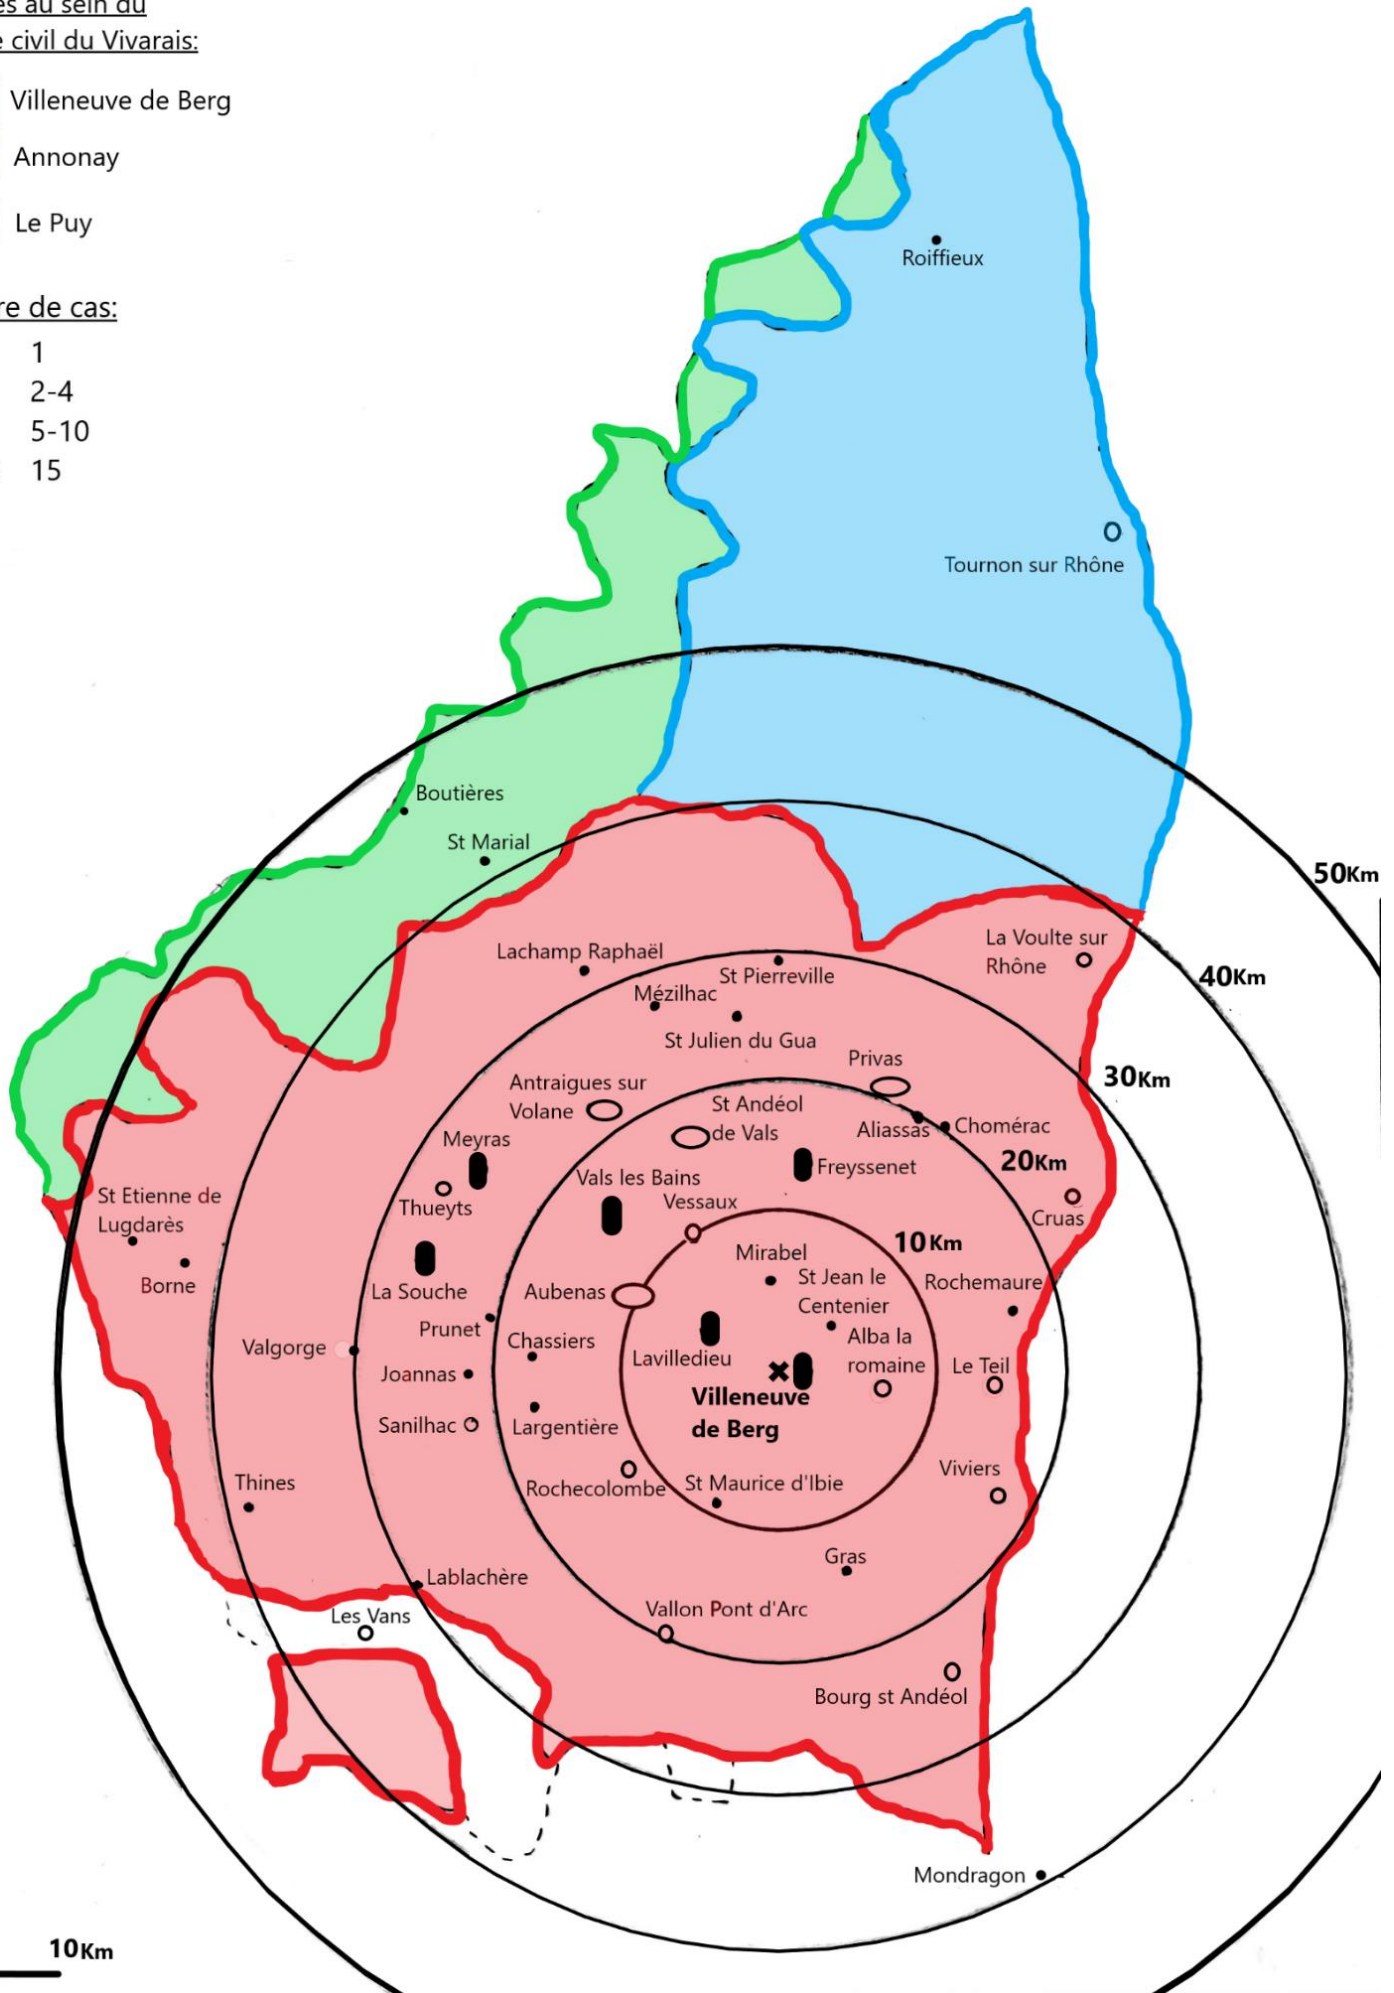 es au sein du
e civil du Vivarais:
Villeneuve de Berg
Annonay
Le Puy
re de cas:
1
2-4
5-10
15
Roiffieux
Tournon sur Rhône
Boutières
St Marial
50Km
La Voulte sur
Rhône
Lachamp Raphaël
St Pierreville
40Km
Mézilhac
St Julien du Gua
Privas
30Km
Antraigues sur
Volane
St Andéol
de Vals
Aliassas
Chomérac
Meyras
Freyssenet
20Km
Vals les Bains
St Etienne de
Lugdarès
Thueyts
Vessaux
Cruas
10Km
Mirabel
St Jean le
Centenier
Rochemaure
Borne
La Souche
Aubenas
Prunet
Chassiers
Alba la
romaine
Valgorge
Lavilledieu
Le Teil
Joannas
Villeneuve
de Berg
Sanilhac
Largentière
Viviers
Thines
Rochecolombe
St Maurice d'Ibie
Gras
Lablachère
Vallon Pont d'Arc
Les Vans
Bourg st Andéol
Mondragon
10Km